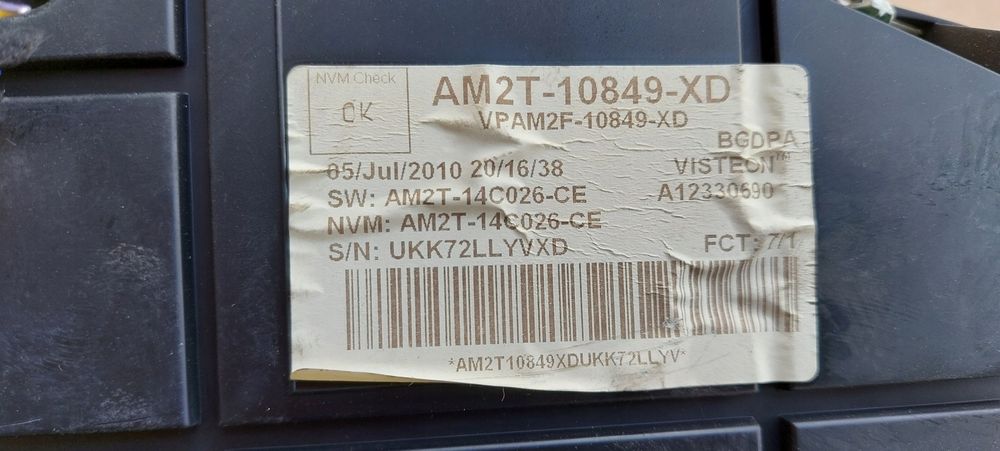 NVM Check
OK
AM2T-10849-XD
VPAM2F-10849-XD
BGDPA
05/Jul/2010 20/16/38
VISTEON™
SW: AM2T-14C026-CE
A12330690
NVM: AM2T-14C026-CE
S/N: UKK72LLYVXD
FCT: 7/1
*AM2T10849XDUKK72LLYV*